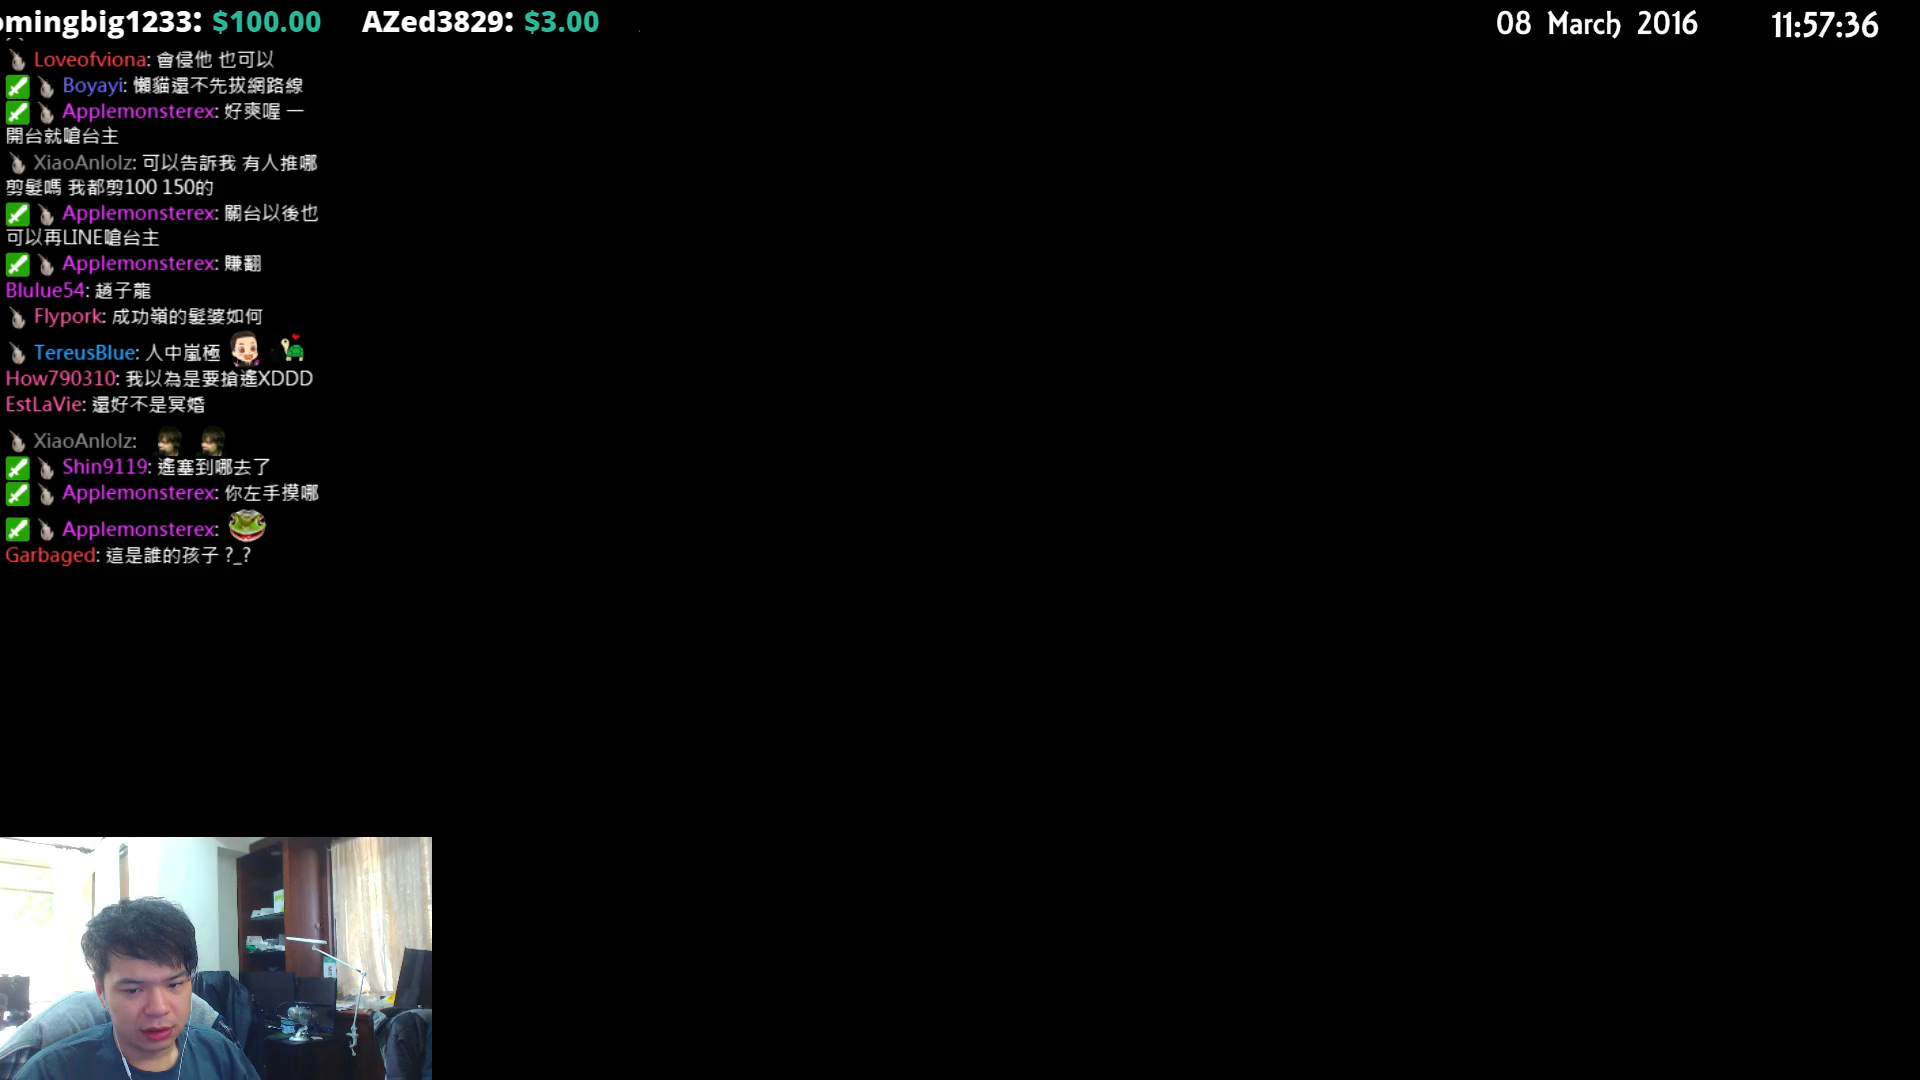 omingbig1233: $100.00 AZed3829: $3.00
08 March 2016 11:57:36
Loveofviona: 會侵他 也可以
Boyayi: 懶貓還不先拔網路線
Applemonsterex: 好爽喔 一
開台就嗆台主
XiaoAnlolz: 可以告訴我 有人推哪
剪髮嗎 我都剪100 150的
Applemonsterex: 關台以後也
可以再LINE嗆台主
Applemonsterex: 賺翻
Blulue54: 趙子龍
Flypork: 成功嶺的髮婆如何
TereusBlue: 人中嵐極
How790310: 我以為是要搶遙XDDD
EstLaVie: 還好不是冥婚
XiaoAnlolz:
Shin9119: 遙塞到哪去了
Applemonsterex: 你左手摸哪
Applemonsterex:
Garbaged: 這是誰的孩子 ?_?